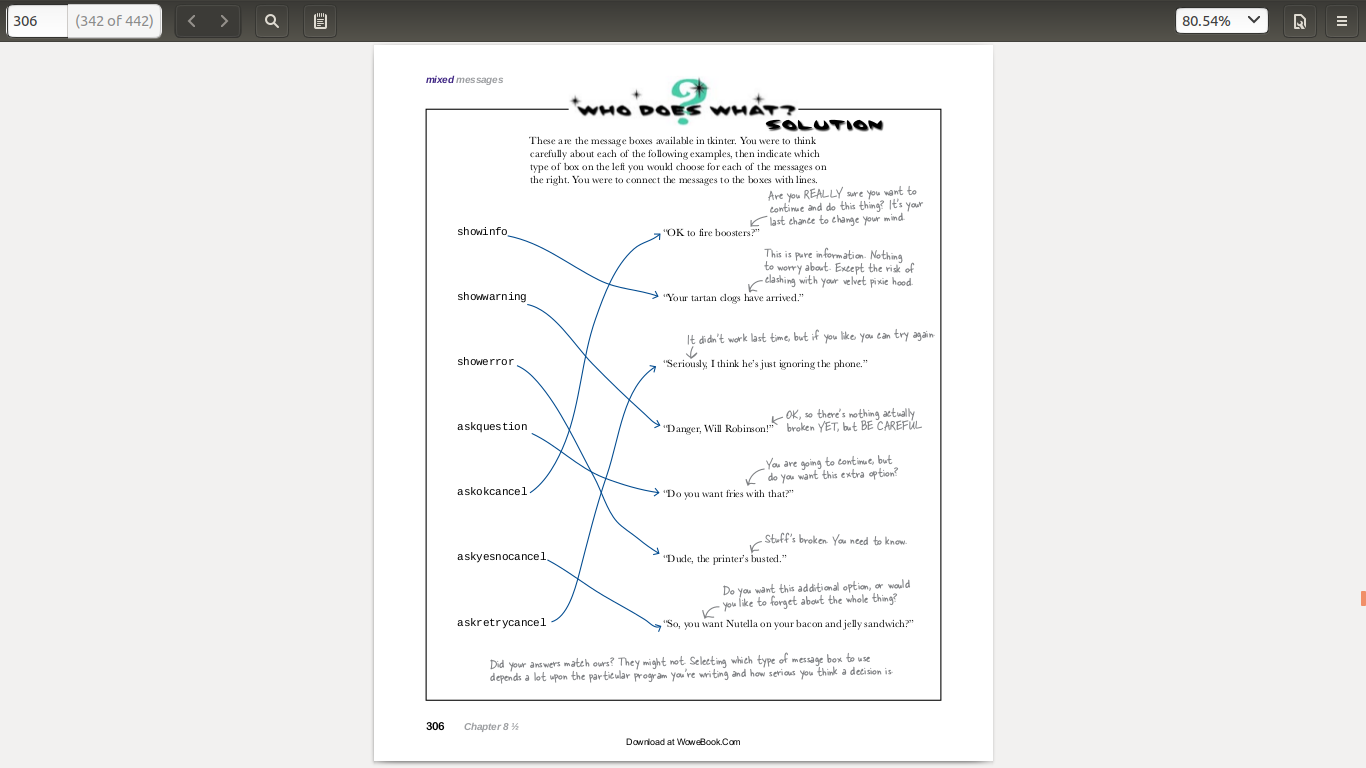 306
(342 of 442)
80.54%
mixed messages
WHO DOES WHAT?
SOLUTION
These are the message boxes available in tkinter. You were to think
carefully about each of the following examples, then indicate which
type of box on the left you would choose for each of the messages on
the right. You were to connect the messages to the boxes with lines.
Are you REALLY sure you want to
continue and do this thing? It's your
last chance to change your mind.
showinfo
“OK to fire boosters?”
This is pure information. Nothing
to worry about. Except the risk of
clashing with your velvet pixie hood.
showwarning
“Your tartan clogs have arrived.”
It didn't work last time, but if you like, you can try again.
showerror
“Seriously, I think he’s just ignoring the phone.”
OK, so there's nothing actually
broken YET, but BE CAREFUL
askquestion
“Danger, Will Robinson!”
You are going to continue, but
do you want this extra option?
askokcancel
“Do you want fries with that?”
Stuff's broken. You need to know.
askyesnocancel
“Dude, the printer’s busted.”
Do you want this additional option, or would
you like to forget about the whole thing?
askretrycancel
“So, you want Nutella on your bacon and jelly sandwich?”
Did your answers match ours? They might not. Selecting which type of message box to use
depends a lot upon the particular program you're writing and how serious you think a decision is.
306 Chapter 8 ½
Download at WoweBook.Com